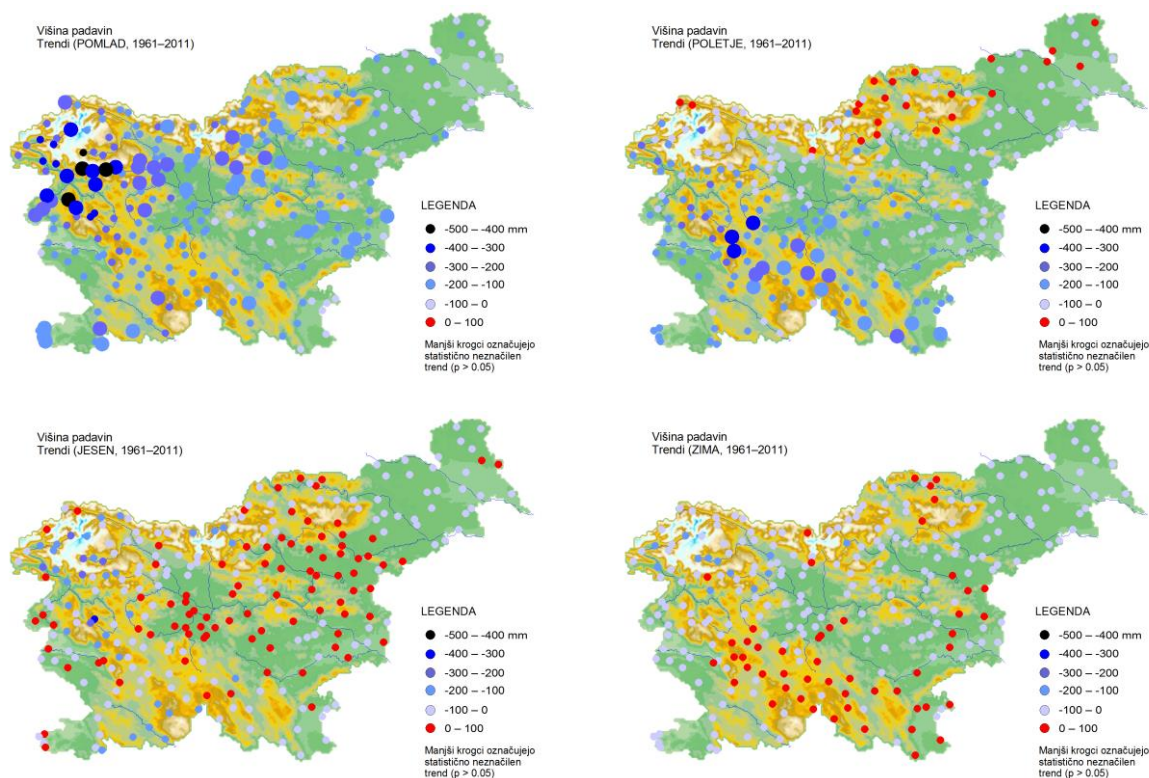 Višina padavin
Trendi (POMLAD, 1961–2011)
LEGENDA
-500 – -400 mm
-400 – -300
-300 – -200
-200 – -100
-100 – 0
0 – 100
Manjši krogci označujejo
statistično neznačilen
trend (p > 0.05)
Višina padavin
Trendi (POLETJE, 1961–2011)
LEGENDA
-500 – -400 mm
-400 – -300
-300 – -200
-200 – -100
-100 – 0
0 – 100
Manjši krogci označujejo
statistično neznačilen
trend (p > 0.05)
Višina padavin
Trendi (JESEN, 1961–2011)
LEGENDA
-500 – -400 mm
-400 – -300
-300 – -200
-200 – -100
-100 – 0
0 – 100
Manjši krogci označujejo
statistično neznačilen
trend (p > 0.05)
Višina padavin
Trendi (ZIMA, 1961–2011)
LEGENDA
-500 – -400 mm
-400 – -300
-300 – -200
-200 – -100
-100 – 0
0 – 100
Manjši krogci označujejo
statistično neznačilen
trend (p > 0.05)